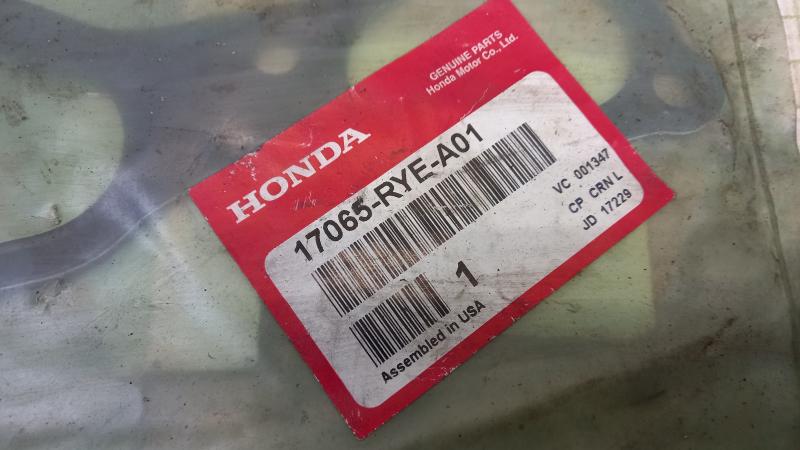 GENUINE PARTS
Honda Motor Co., Ltd.
HONDA
17065-RYE-A01
1
Assembled in USA
VC 001347
CP CRN L
JD 17229